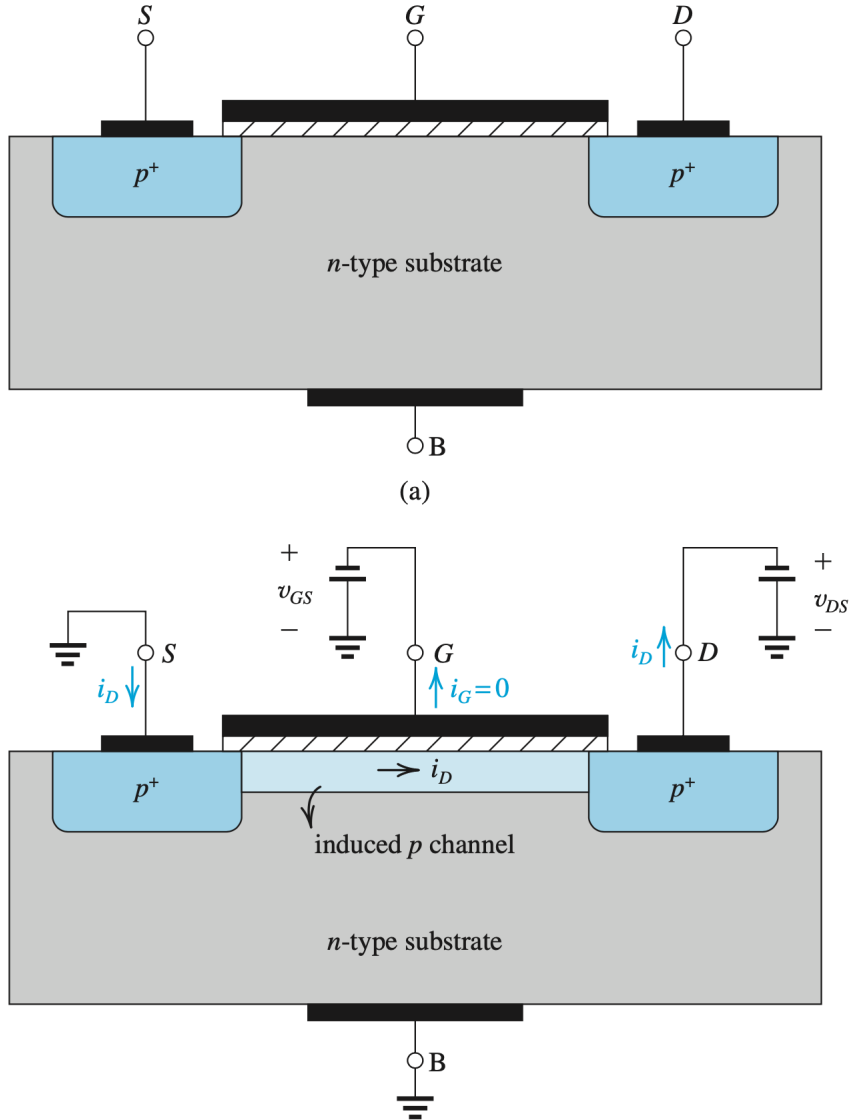 S G D
p+ p+
n-type substrate
B
(a)
+ +
vGS vDS
− −
S G D
iD iG = 0 iD
iD
p+ p+
induced p channel
n-type substrate
B